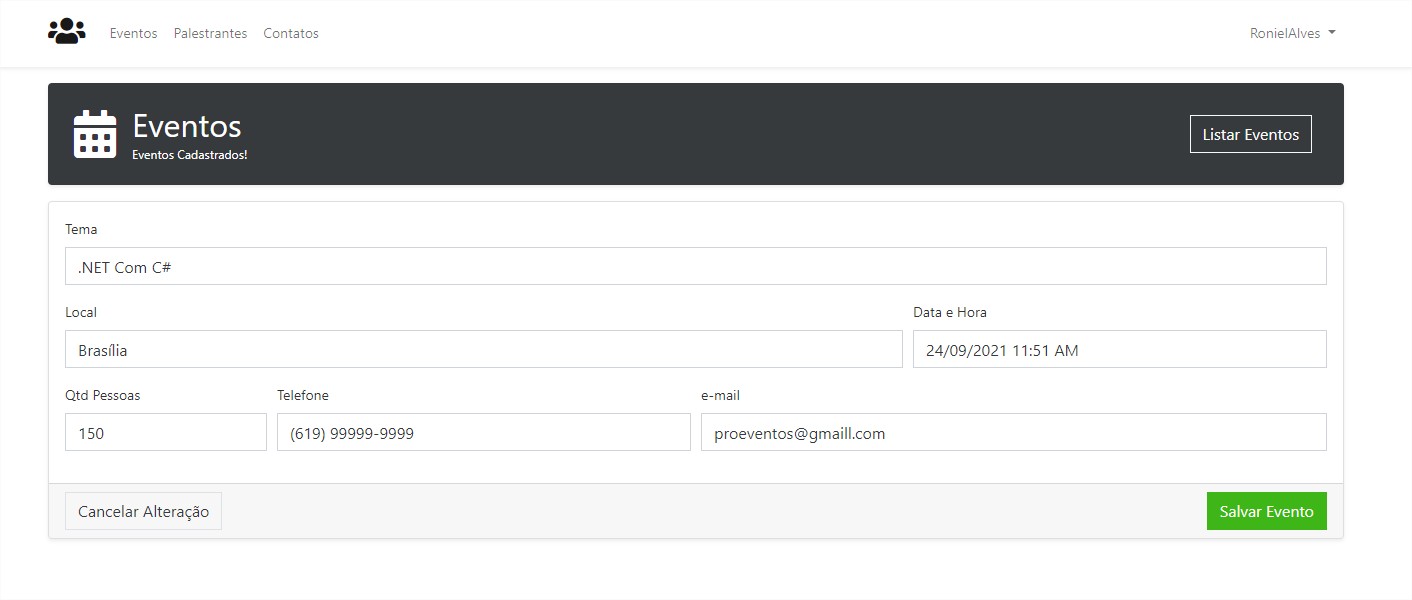 Eventos Palestrantes Contatos RonielAlves
Eventos
Eventos Cadastrados!
Listar Eventos
Tema
.NET Com C#
Local Data e Hora
Brasília 24/09/2021 11:51 AM
Qtd Pessoas Telefone e-mail
150 (619) 99999-9999 proeventos@gmaill.com
Cancelar Alteração Salvar Evento